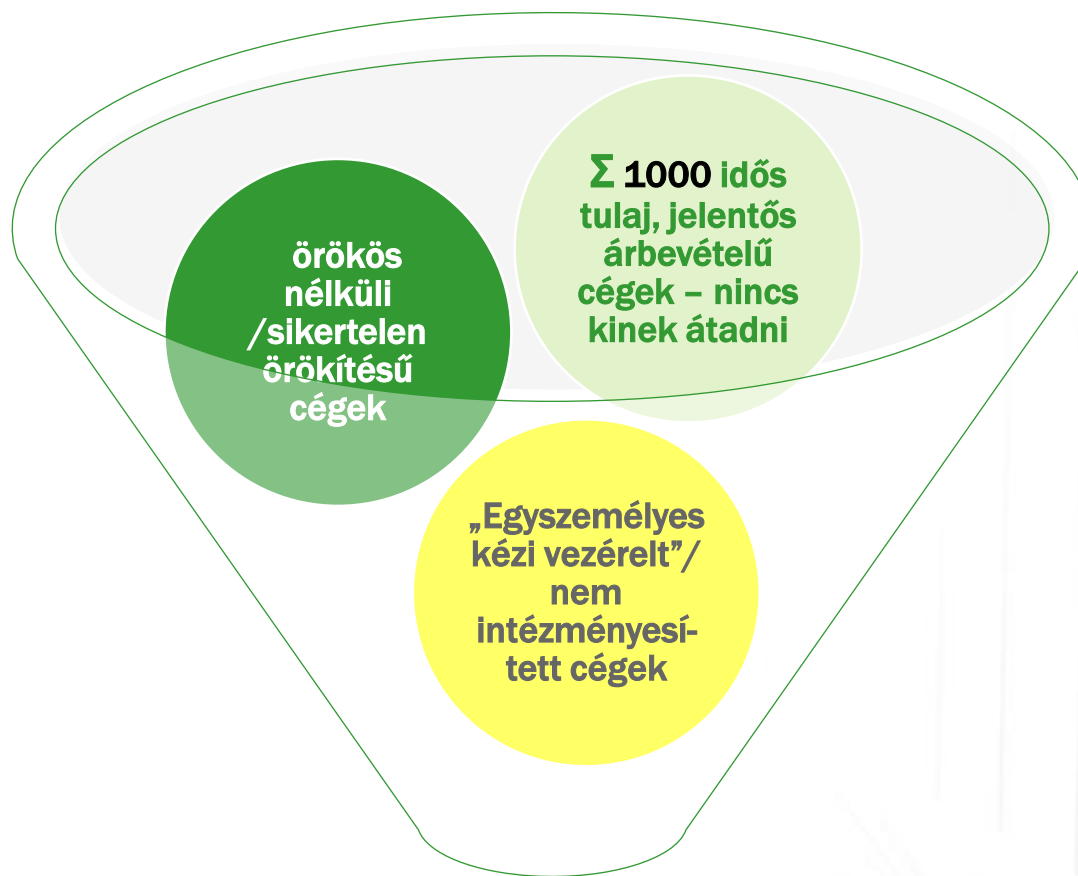 örökös
nélküli
/sikertelen
örökítésű
cégek
Σ 1000 idős
tulaj, jelentős
árbevételű
cégek – nincs
kinek átadni
„Egyszemélyes
kézi vezérelt”/
nem
intézményesí-
tett cégek